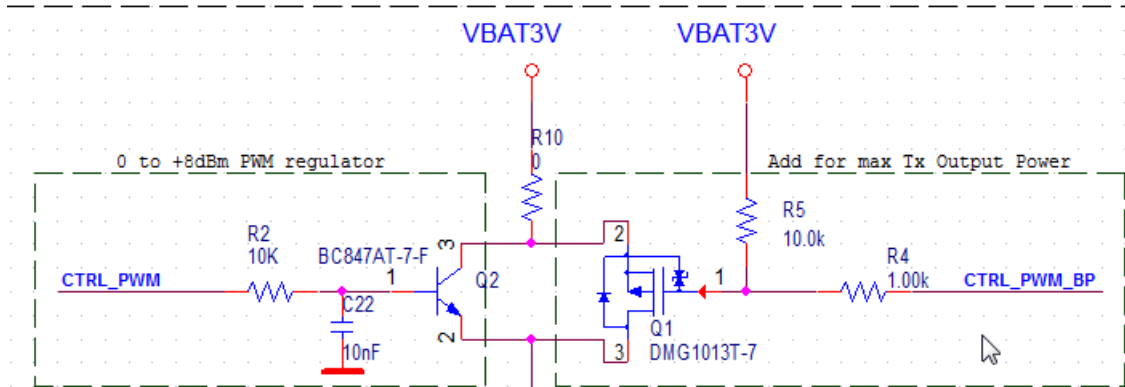 VBAT3V
VBAT3V
R10
0
0 to +8dBm PWM regulator
Add for max Tx Output Power
R2
10K
BC847AT-7-F
3
2
R5
10.0k
CTRL_PWM
1
Q2
1
R4
1.00k
CTRL_PWM_BP
C22
10nF
2
Q1
3
DMG1013T-7